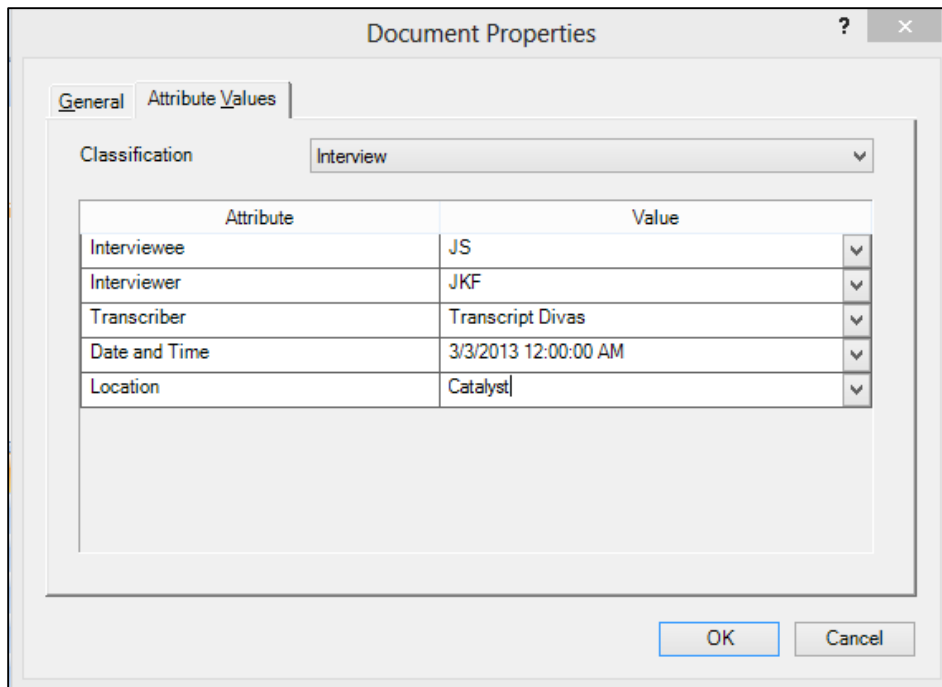 Document Properties ?
General Attribute Values
Classification Interview
Attribute Value
Interviewee JS
Interviewer JKF
Transcriber Transcript Divas
Date and Time 3/3/2013 12:00:00 AM
Location Catalyst
OK Cancel